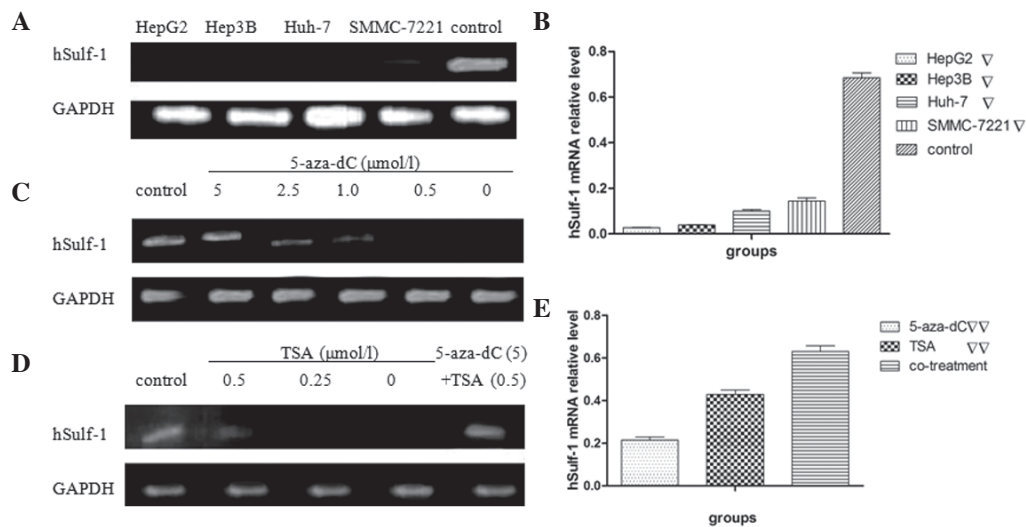 A
HepG2 Hep3B Huh-7 SMMC-7221 control
hSulf-1
GAPDH
B
hSulf-1 mRNA relative level
0.8
0.6
0.4
0.2
0.0
groups
HepG2 ▽
Hep3B ▽
Huh-7 ▽
SMMC-7221 ▽
control
C
5-aza-dC (μmol/l)
control 5 2.5 1.0 0.5 0
hSulf-1
GAPDH
D
TSA (μmol/l) 5-aza-dC (5)
control 0.5 0.25 0 +TSA (0.5)
hSulf-1
GAPDH
E
hSulf-1 mRNA relative level
0.8
0.6
0.4
0.2
0.0
groups
5-aza-dC▽▽
TSA ▽▽
co-treatment